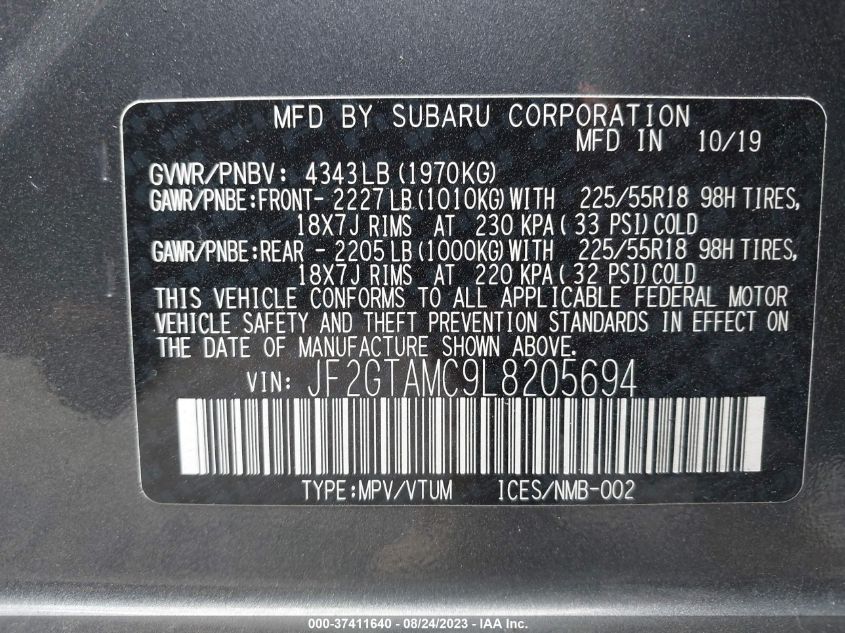 MFD BY SUBARU CORPORATION
MFD IN 10/19
GVWR/PNBV: 4343LB (1970KG)
GAWR/PNBE:FRONT- 2227 LB (1010KG) WITH 225/55R18 98H TIRES,
18X7J RIMS AT 230 KPA ( 33 PSI) COLD
GAWR/PNBE:REAR - 2205 LB (1000KG) WITH 225/55R18 98H TIRES,
18X7J RIMS AT 220 KPA ( 32 PSI) COLD
THIS VEHICLE CONFORMS TO ALL APPLICABLE FEDERAL MOTOR
VEHICLE SAFETY AND THEFT PREVENTION STANDARDS IN EFFECT ON
THE DATE OF MANUFACTURE SHOWN ABOVE.
VIN: JF2GTAMC9L8205694
TYPE:MPV/VTUM ICES/NMB-002
000-37411640 - 08/24/2023 - IAA Inc.